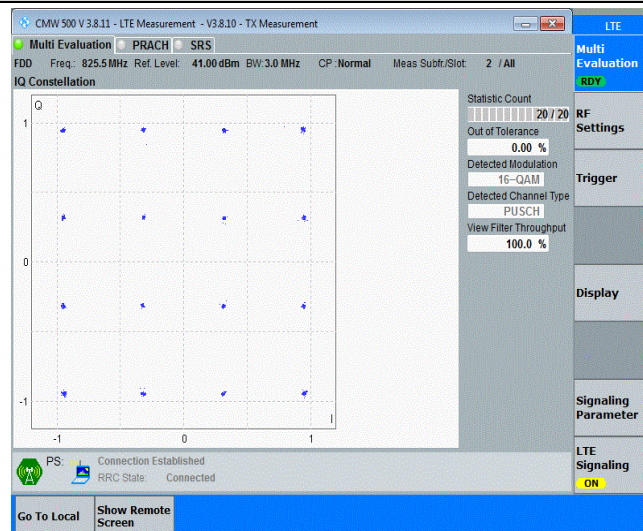 CMW 500 V 3.8.11 - LTE Measurement - V3.8.10 - TX Measurement
LTE
Multi Evaluation PRACH SRS
Multi
Evaluation
RDY
FDD Freq.: 825.5 MHz Ref. Level: 41.00 dBm BW: 3.0 MHz CP: Normal Meas Subfr./Slot: 2 / All
IQ Constellation
Q
1
0
-1
-1 0 1
I
Statistic Count
20 / 20
Out of Tolerance
0.00 %
Detected Modulation
16-QAM
Detected Channel Type
PUSCH
View Filter Throughput
100.0 %
RF
Settings
Trigger
Display
Signaling
Parameter
LTE
Signaling
ON
PS: Connection Established
RRC State: Connected
Go To Local
Show Remote
Screen